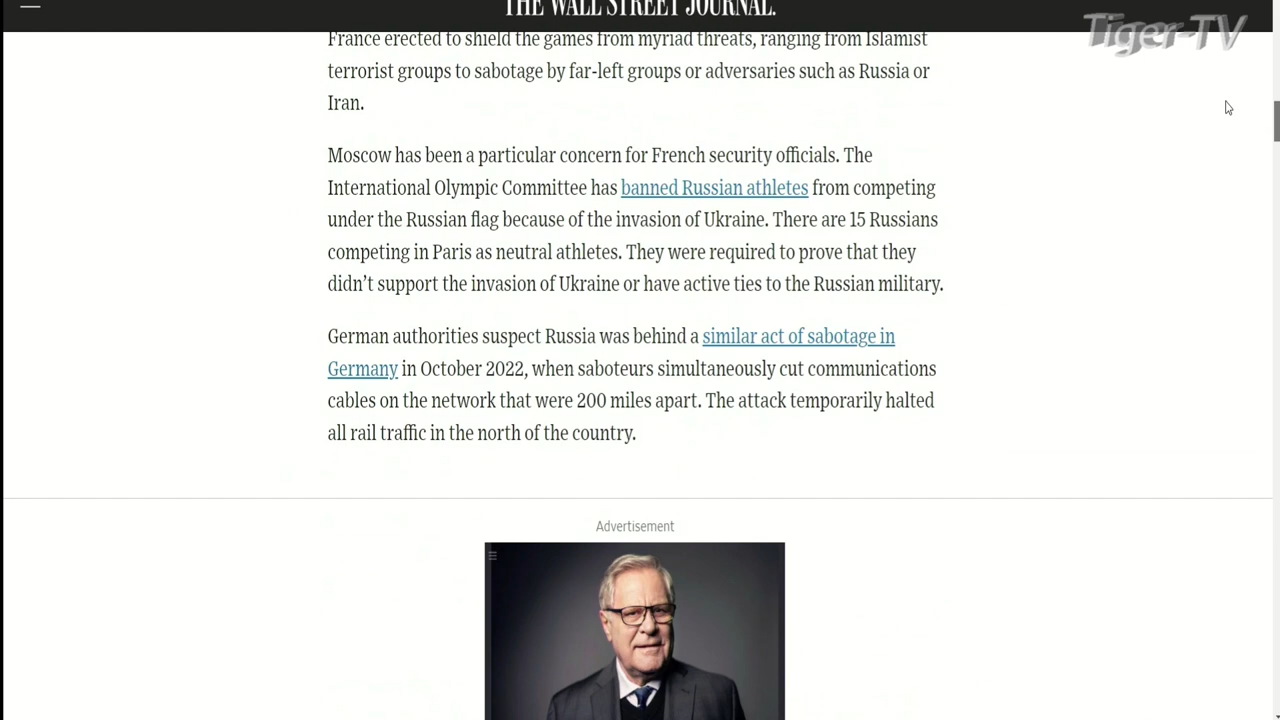 THE WALL STREET JOURNAL.
Tiger-TV
France erected to shield the games from myriad threats, ranging from Islamist
terrorist groups to sabotage by far-left groups or adversaries such as Russia or
Iran.
Moscow has been a particular concern for French security officials. The
International Olympic Committee has banned Russian athletes from competing
under the Russian flag because of the invasion of Ukraine. There are 15 Russians
competing in Paris as neutral athletes. They were required to prove that they
didn’t support the invasion of Ukraine or have active ties to the Russian military.
German authorities suspect Russia was behind a similar act of sabotage in
Germany in October 2022, when saboteurs simultaneously cut communications
cables on the network that were 200 miles apart. The attack temporarily halted
all rail traffic in the north of the country.
Advertisement